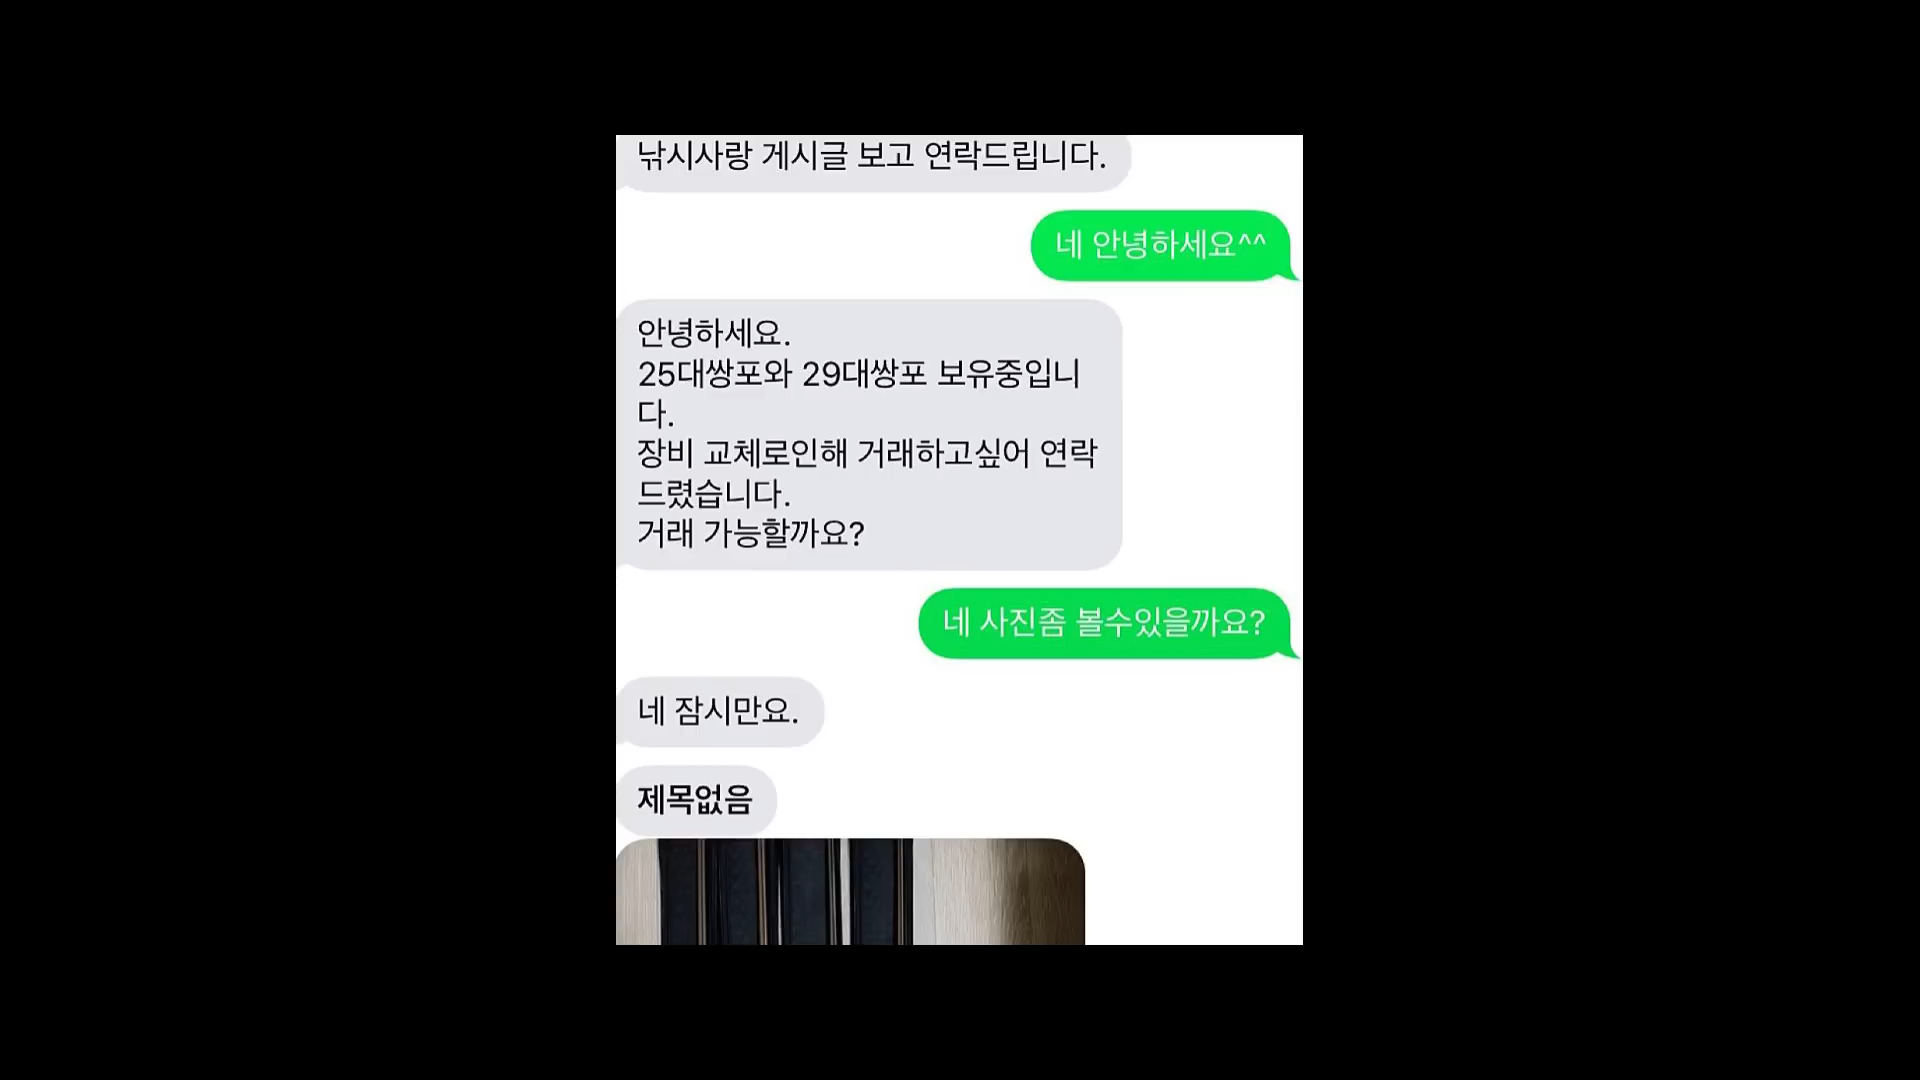 낚시사랑 게시글 보고 연락드립니다.
네 안녕하세요^^
안녕하세요.
25대쌍포와 29대쌍포 보유중입니
다.
장비 교체로인해 거래하고싶어 연락
드렸습니다.
거래 가능할까요?
네 사진좀 볼수있을까요?
네 잠시만요.
제목없음